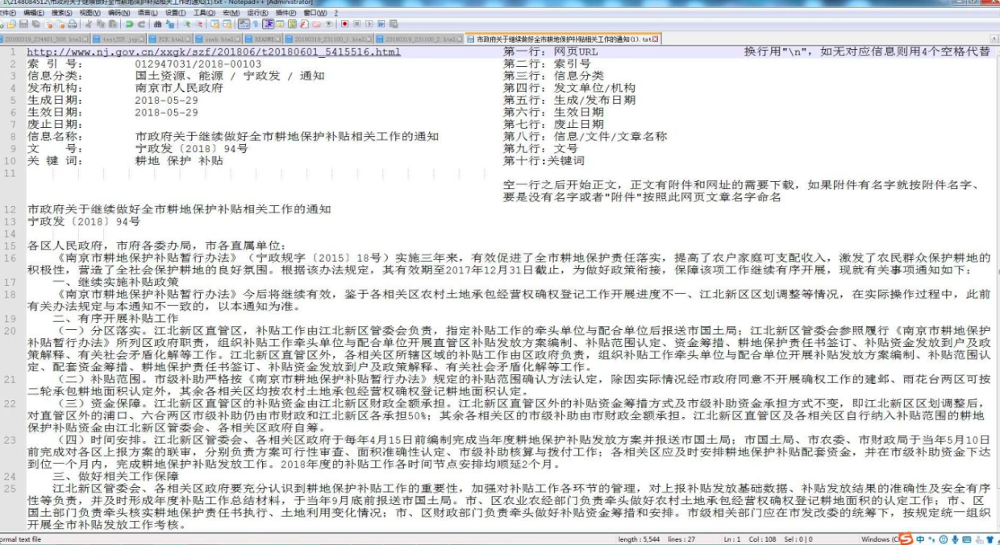 1\2148084512\市政府关于继续做好全市耕地保护补贴相关工作的通知(1).txt - Notepad++ [Administrator]
文件(F) 编辑(E) 搜索(S) 视图(V) 编码(N) 语言(L) 设置(T) 工具(O) 宏(M) 运行(R) 插件(P) 窗口(W) ?
市政府关于继续做好全市耕地保护补贴相关工作的通知(1).txt
1 http://www.nj.gov.cn/xxgk/szf/201806/t20180601_5415516.html 第一行: 网页URL 换行用"\n", 如无对应信息则用4个空格代替
2 索 引 号: 012947031/2018-00103 第二行: 索引号
3 信息分类: 国土资源、能源 / 宁政发 / 通知 第三行: 信息分类
4 发布机构: 南京市人民政府 第四行: 发文单位/机构
5 生成日期: 2018-05-29 第五行: 生成/发布日期
6 生效日期: 2018-05-29 第六行: 生效日期
7 废止日期: 第七行: 废止日期
8 信息名称: 市政府关于继续做好全市耕地保护补贴相关工作的通知 第八行: 信息/文件/文章名称
9 文 号: 宁政发〔2018〕94号 第九行: 文号
10 关 键 词: 耕地 保护 补贴 第十行:关键词
11
空一行之后开始正文, 正文有附件和网址的需要下载, 如果附件有名字就按附件名字、
要是没有名字或者"附件"按照此网页文章名字命名
12 市政府关于继续做好全市耕地保护补贴相关工作的通知
13 宁政发〔2018〕94号
14
15 各区人民政府, 市府各委办局, 市各直属单位:
16 《南京市耕地保护补贴暂行办法》(宁政规字〔2015〕18号)实施三年来, 有效促进了全市耕地保护责任落实, 提高了农户家庭可支配收入, 激发了农民群众保护耕地的
积极性, 营造了全社会保护耕地的良好氛围。根据该办法规定, 其有效期至2017年12月31日截止, 为做好政策衔接, 保障该项工作继续有序开展, 现就有关事项通知如下:
17 一、继续实施补贴政策
18 《南京市耕地保护补贴暂行办法》今后将继续有效, 鉴于各相关区农村土地承包经营权确权登记工作开展进度不一、江北新区区划调整等情况, 在实际操作过程中, 此前
有关办法规定与本通知不一致的, 以本通知为准。
19 二、有序开展补贴工作
20 (一)分区落实。江北新区直管区, 补贴工作由江北新区管委会负责, 指定补贴工作的牵头单位与配合单位后报送市国土局; 江北新区管委会参照履行《南京市耕地保护
补贴暂行办法》所列区政府职责, 组织补贴工作牵头单位与配合单位开展直管区补贴发放方案编制、补贴范围认定、资金筹措、耕地保护责任书签订、补贴资金发放到户及政
策解释、有关社会矛盾化解等工作。江北新区直管区外, 各相关区所辖区域的补贴工作由区政府负责, 组织补贴工作牵头单位与配合单位开展补贴发放方案编制、补贴范围认
定、配套资金筹措、耕地保护责任书签订、补贴资金发放到户及政策解释、有关社会矛盾化解等工作。
21 (二)补贴范围。市级补助严格按《南京市耕地保护补贴暂行办法》规定的补贴范围确认方法认定, 除因实际情况经市政府同意不开展确权工作的建邺、雨花台两区可按
二轮承包耕地面积认定外, 其余各相关区均按农村土地承包经营权确权登记耕地面积认定。
22 (三)资金保障。江北新区直管区的补贴资金由江北新区财政全额承担。江北新区直管区外的补贴资金筹措方式及市级补助资金承担方式不变, 即江北新区区划调整后,
对直管区外的浦口、六合两区市级补助仍由市财政和江北新区各承担50%; 其余各相关区的市级补助由市财政全额承担。江北新区直管区及各相关区自行纳入补贴范围的耕地
保护补贴资金由江北新区管委会、各相关区政府自筹。
23 (四)时间安排。江北新区管委会、各相关区政府于每年4月15日前编制完成当年度耕地保护补贴发放方案并报送市国土局; 市国土局、市农委、市财政局于当年5月10日
前完成对各区上报方案的联审, 分别负责方案可行性审查、面积准确性认定、市级补助核算与拨付工作; 各相关区应及时安排耕地保护补贴配套资金, 并在市级补助资金下达
到位一个月内, 完成耕地保护补贴发放工作。2018年度的补贴工作各时间节点安排均顺延2个月。
24 三、做好相关工作保障
25 江北新区管委会、各相关区政府要充分认识到耕地保护补贴工作的重要性, 加强对补贴工作各环节的管理, 对上报补贴发放基础数据、补贴发放结果的准确性及安全有序
性等负责, 并及时形成年度补贴工作总结材料, 于当年9月底前报送市国土局。市、区农业农经部门负责牵头做好农村土地承包经营权确权登记耕地面积的认定工作; 市、区
国土部门负责牵头核实耕地保护责任书执行、土地利用变化情况; 市、区财政部门负责牵头做好补贴资金筹措和安排。市级相关部门应在市发改委的统筹下, 按规定统一组织
开展全市补贴发放工作考核。
ormal text file length : 5,544 lines : 27 Ln : 1 Col : 108 Sel : 0 | 0 Windows (C 中